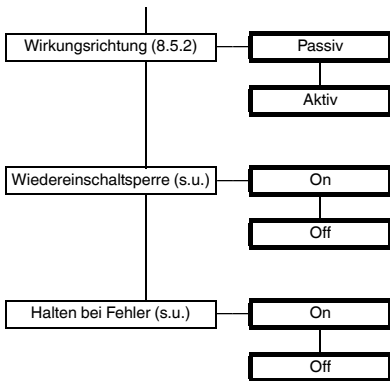 Wirkungsrichtung (8.5.2)
Passiv
Aktiv
Wiedereinschaltsperre (s.u.)
On
Off
Halten bei Fehler (s.u.)
On
Off